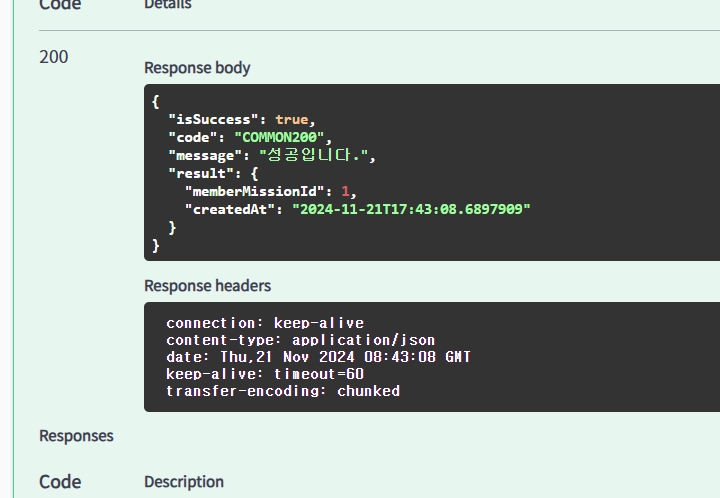 Code Details
200
Response body
{
"isSuccess": true,
"code": "COMMON200",
"message": "성공입니다.",
"result": {
"memberMissionId": 1,
"createdAt": "2024-11-21T17:43:08.6897909"
}
}
Response headers
connection: keep-alive
content-type: application/json
date: Thu,21 Nov 2024 08:43:08 GMT
keep-alive: timeout=60
transfer-encoding: chunked
Responses
Code Description